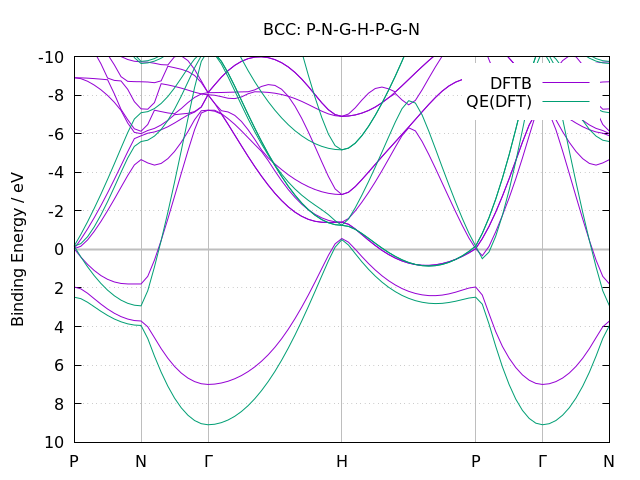 BCC: P-N-G-H-P-G-N
-10
-8
-6
-4
-2
0
2
4
6
8
10
Binding Energy / eV
DFTB
QE(DFT)
P N Γ H P Γ N